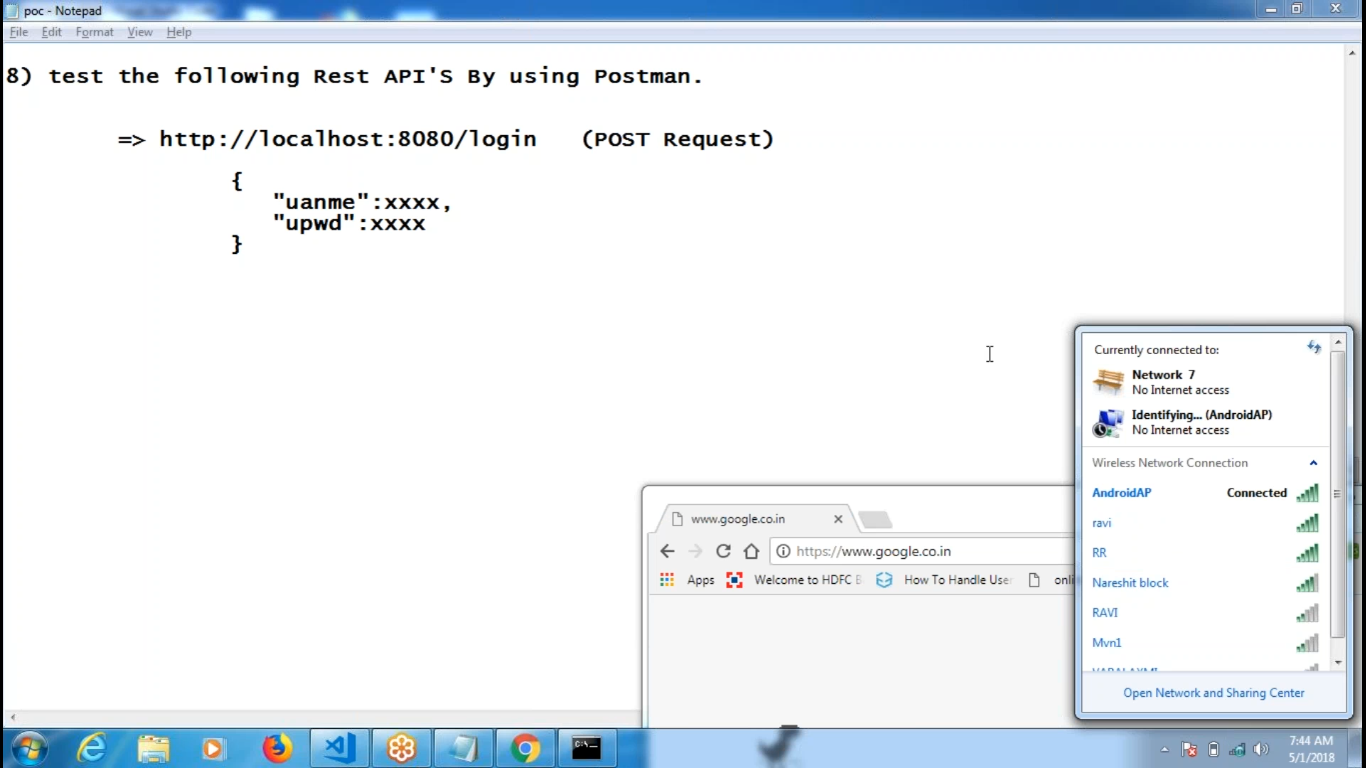 poc - Notepad
File Edit Format View Help
8) test the following Rest API'S By using Postman.
=> http://localhost:8080/login (POST Request)
{
"uanme":xxxx,
"upwd":xxxx
}
Currently connected to:
Network 7
No Internet access
Identifying... (AndroidAP)
No Internet access
Wireless Network Connection
AndroidAP Connected
ravi
RR
Nareshit block
RAVI
Mvn1
www.google.co.in
https://www.google.co.in
Apps Welcome to HDFC B How To Handle User onli
Open Network and Sharing Center
C:\_
7:44 AM
5/1/2018